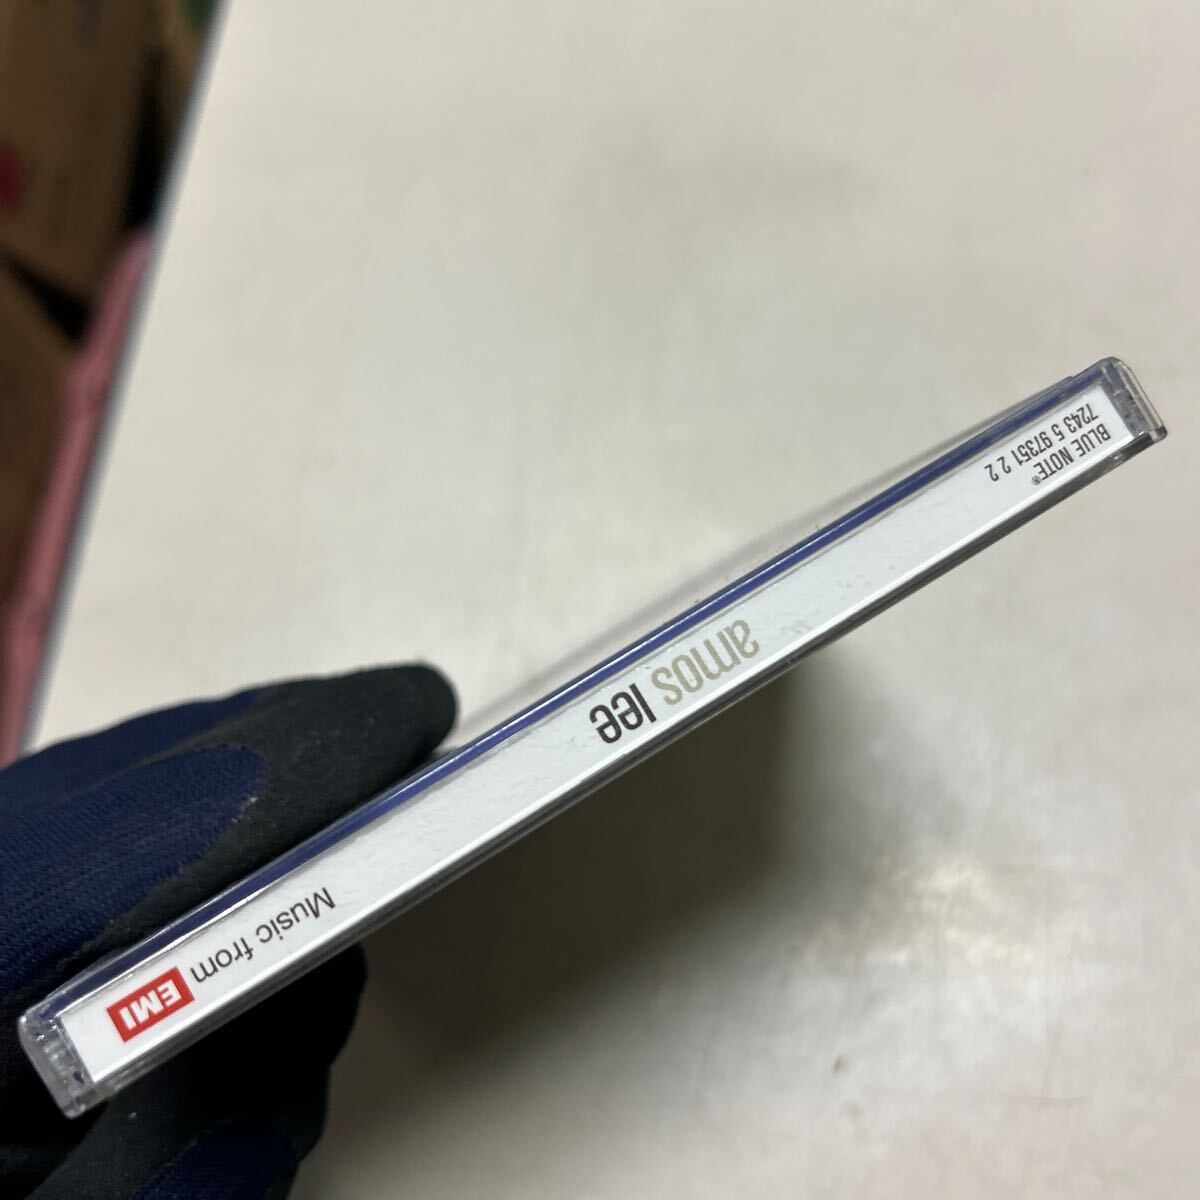 BLUE NOTE®
7243 5 97351 2 2
amos lee
Music from
EMI